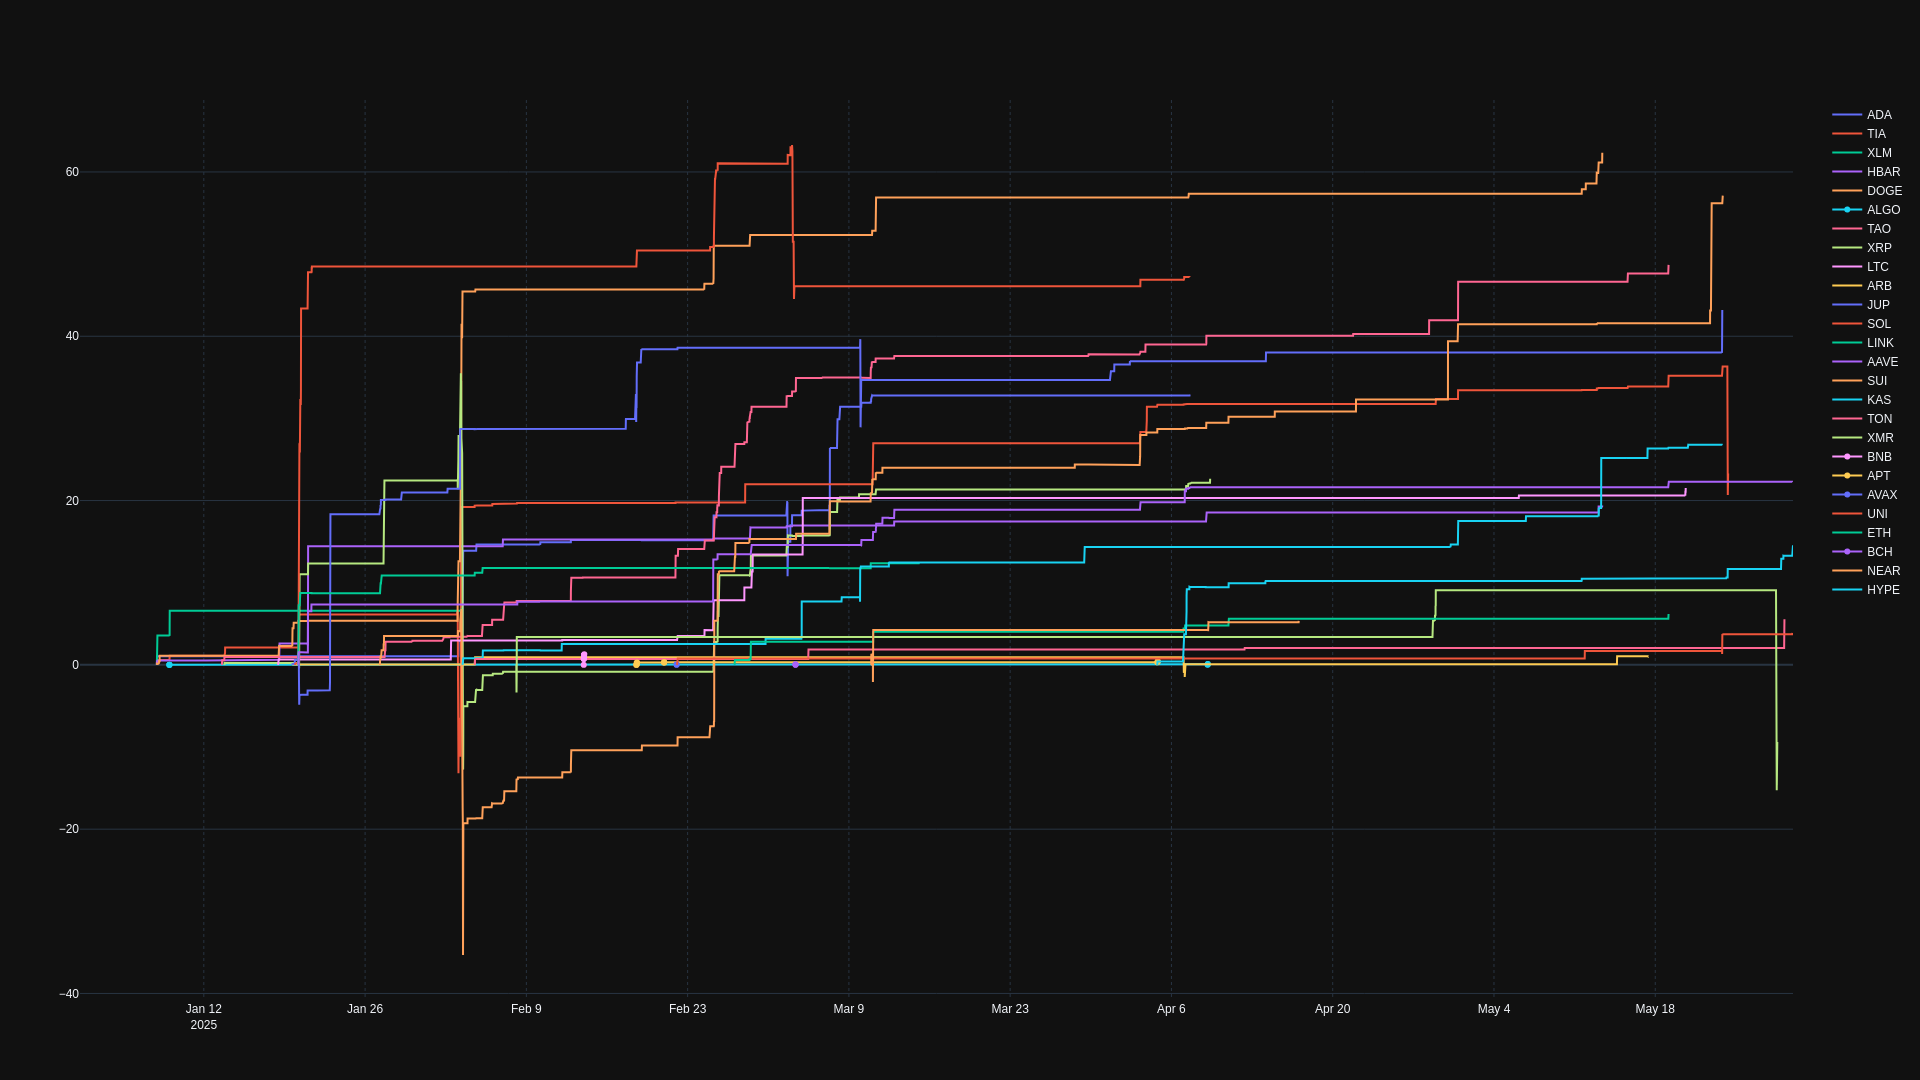 60
40
20
0
−20
−40
Jan 12
2025
Jan 26
Feb 9
Feb 23
Mar 9
Mar 23
Apr 6
Apr 20
May 4
May 18
ADA
TIA
XLM
HBAR
DOGE
ALGO
TAO
XRP
LTC
ARB
JUP
SOL
LINK
AAVE
SUI
KAS
TON
XMR
BNB
APT
AVAX
UNI
ETH
BCH
NEAR
HYPE